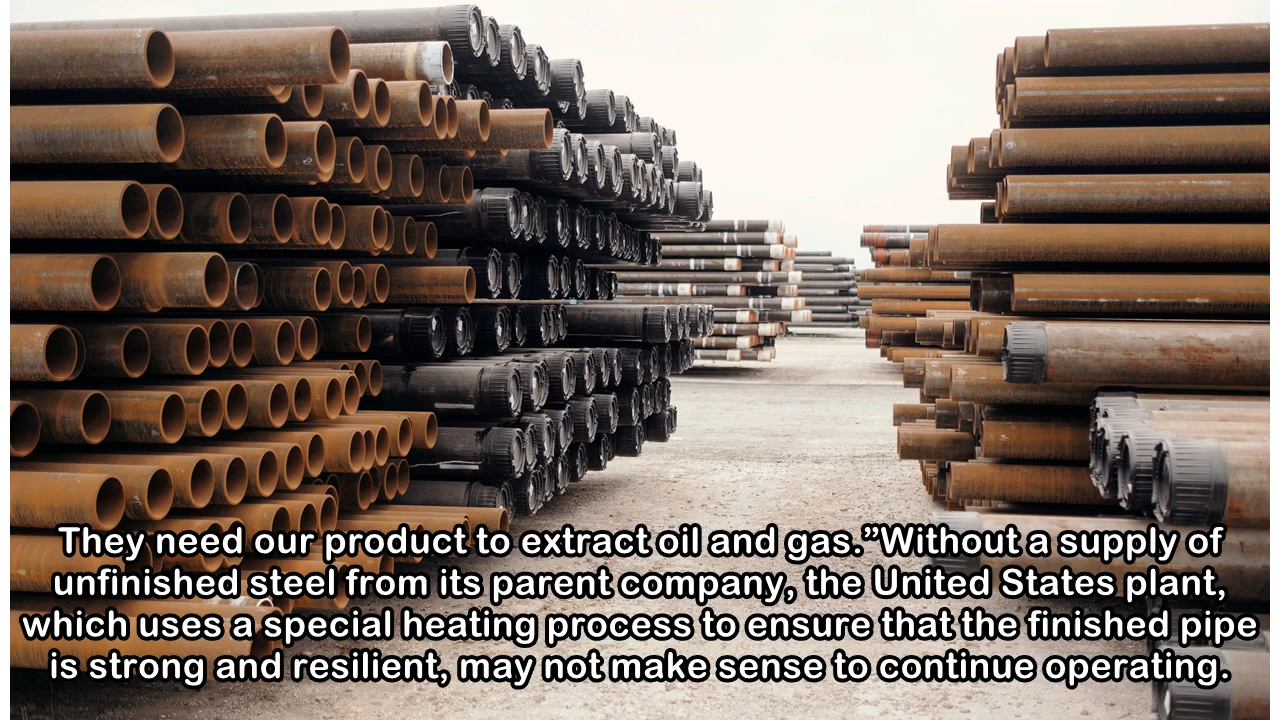 They need our product to extract oil and gas.”Without a supply of
unfinished steel from its parent company, the United States plant,
which uses a special heating process to ensure that the finished pipe
is strong and resilient, may not make sense to continue operating.